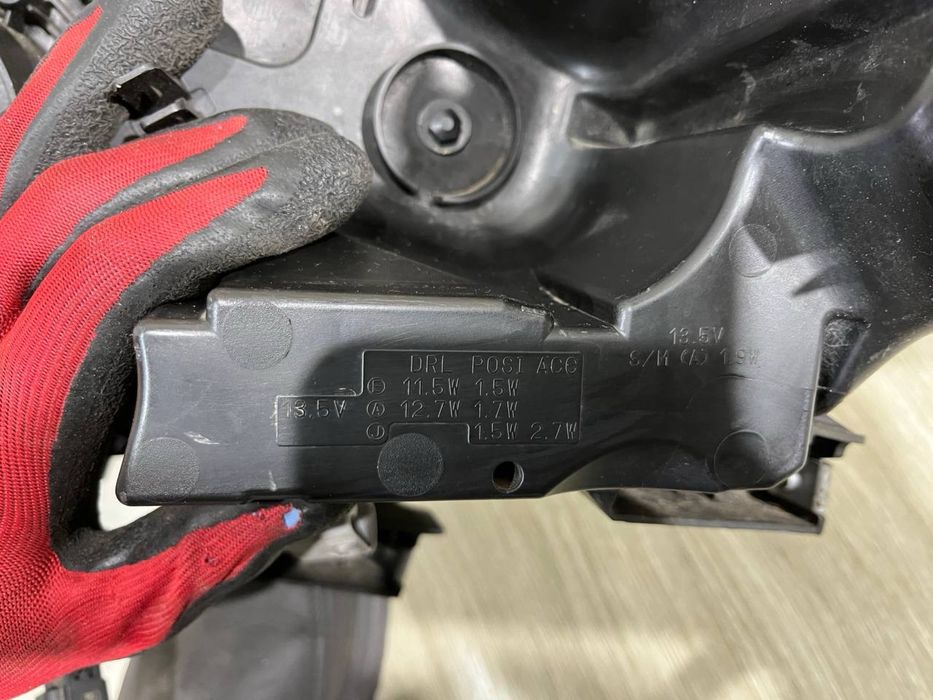 DRL POSI ACC
Ⓔ 11.5W 1.5W
13.5V Ⓐ 12.7W 1.7W
Ⓙ 1.5W 2.7W
13.5V
S/M (A) 1.9W